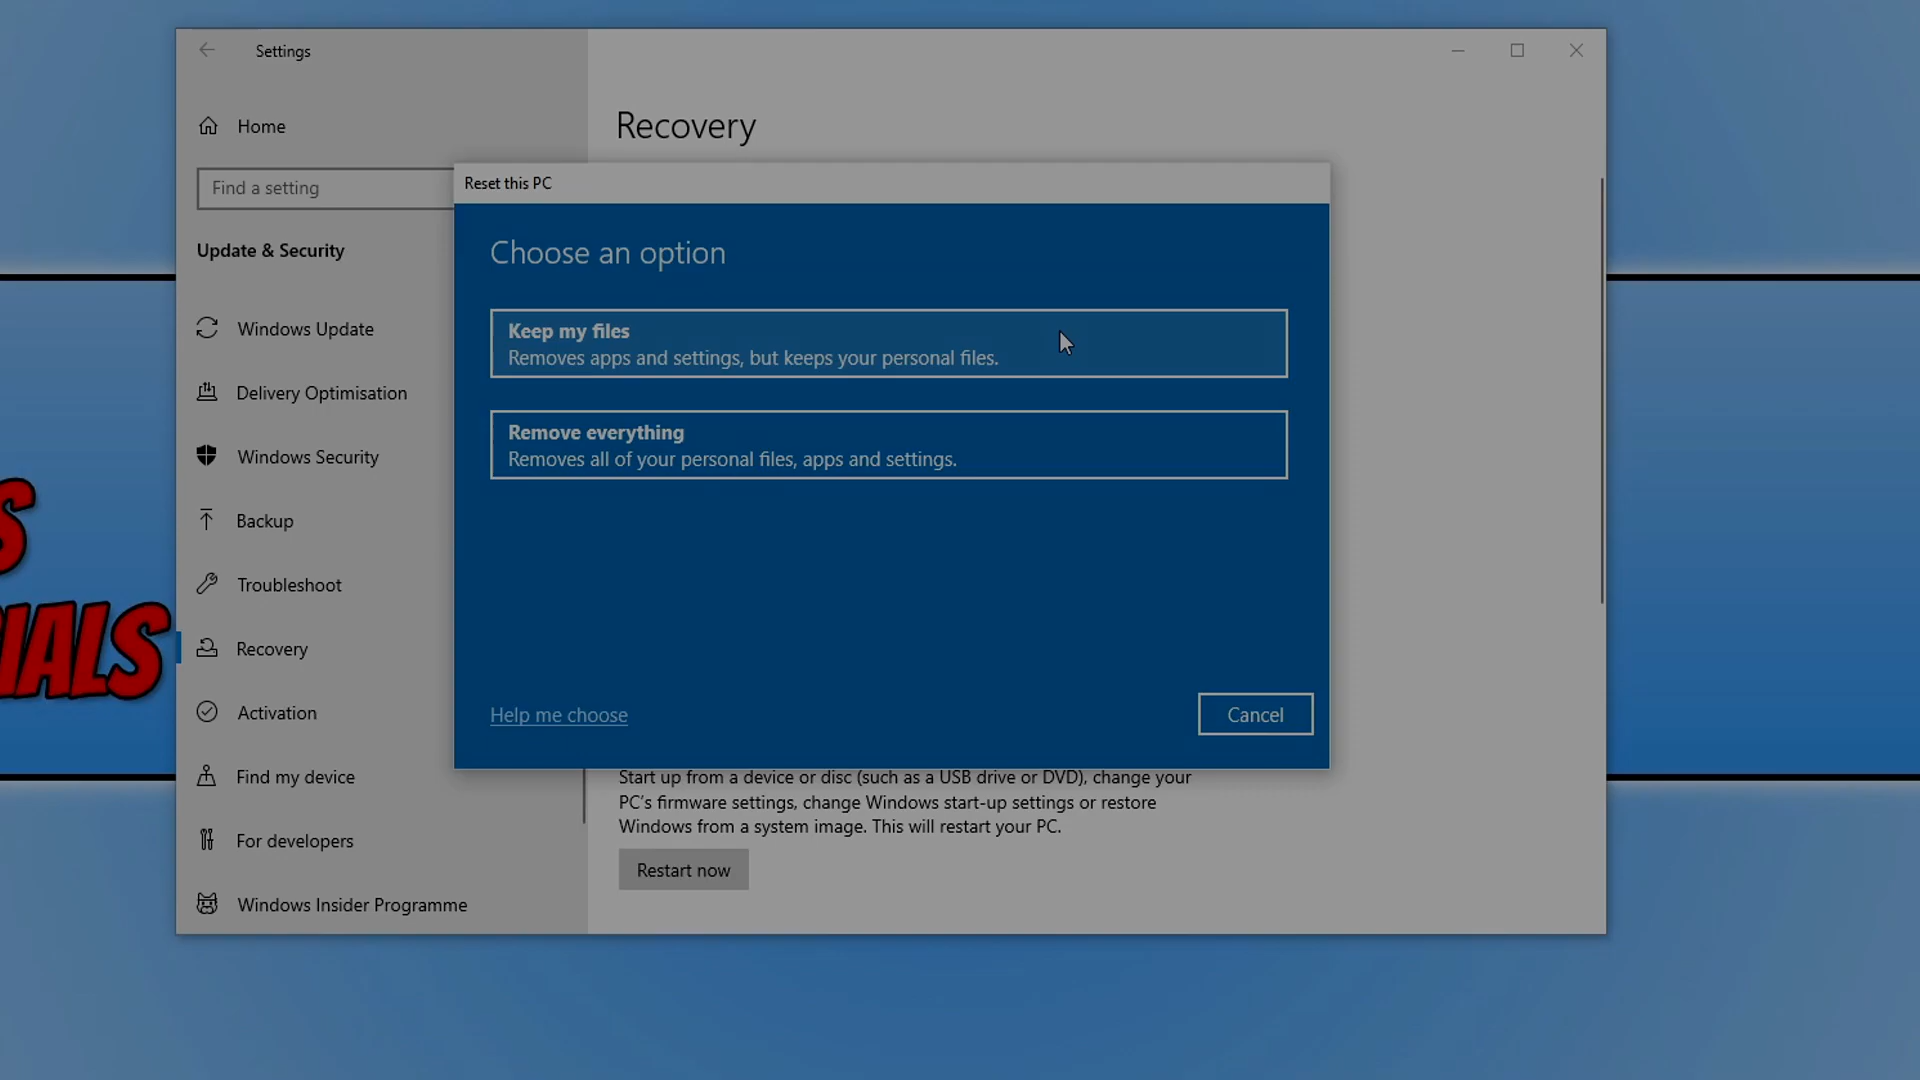 Settings
Home
Recovery
Find a setting
Reset this PC
Update & Security
Choose an option
Keep my files
Removes apps and settings, but keeps your personal files.
Remove everything
Removes all of your personal files, apps and settings.
Windows Update
Delivery Optimisation
Windows Security
Backup
Troubleshoot
Recovery
Activation
Find my device
For developers
Windows Insider Programme
Help me choose
Cancel
Start up from a device or disc (such as a USB drive or DVD), change your
PC's firmware settings, change Windows start-up settings or restore
Windows from a system image. This will restart your PC.
Restart now
S
IALS